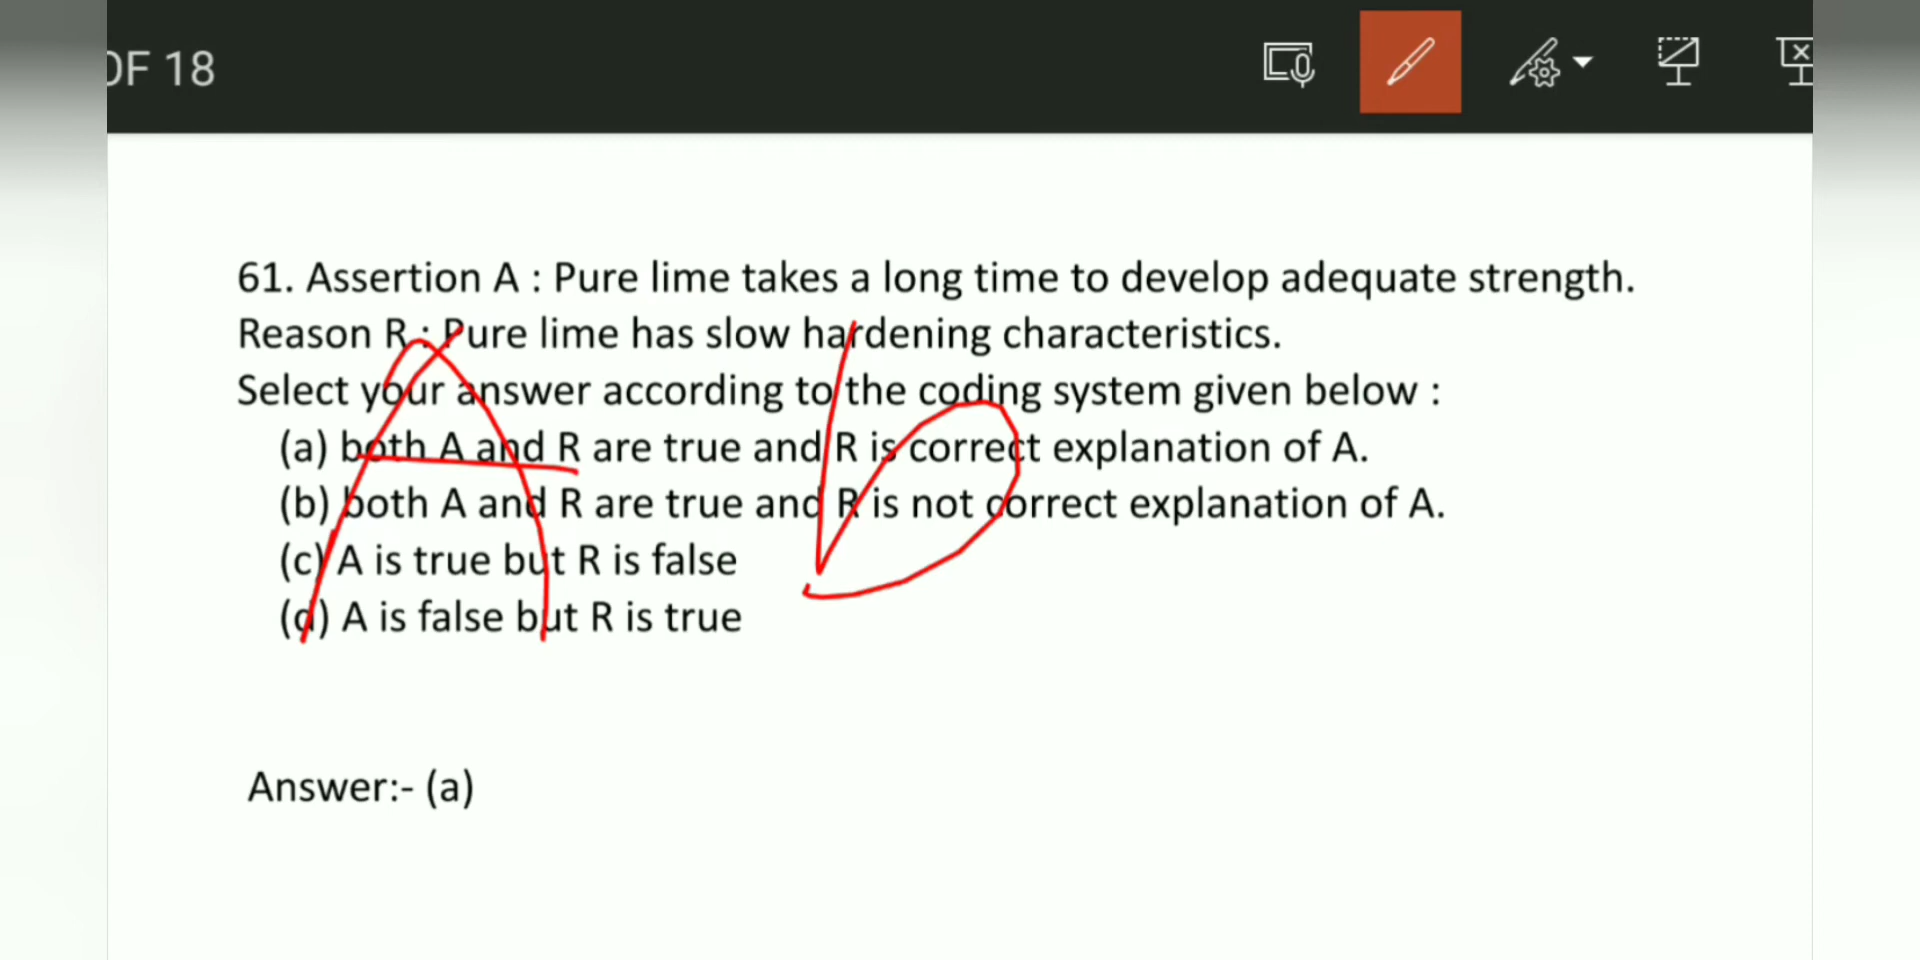 OF 18
61. Assertion A : Pure lime takes a long time to develop adequate strength.
Reason R : Pure lime has slow hardening characteristics.
Select your answer according to the coding system given below :
(a) both A and R are true and R is correct explanation of A.
(b) both A and R are true and R is not correct explanation of A.
(c) A is true but R is false
(d) A is false but R is true
A b
Answer:- (a)